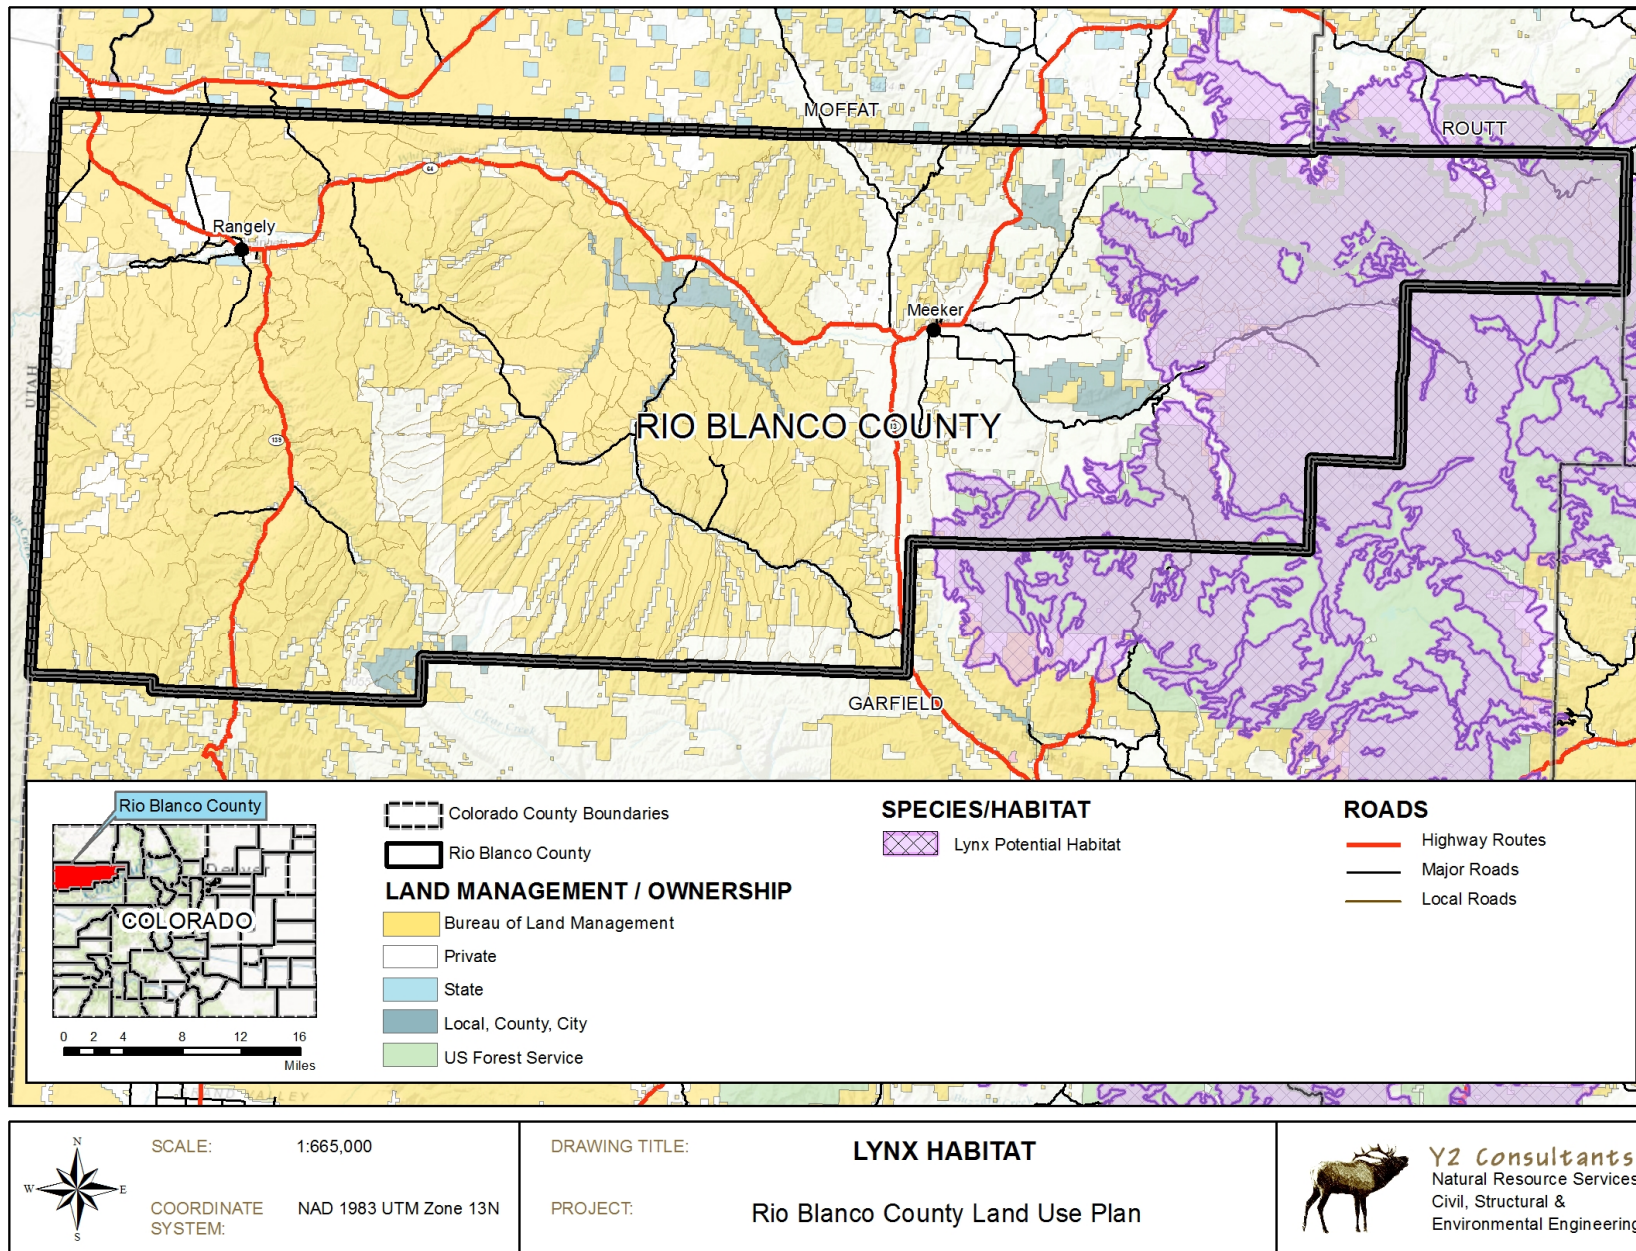 MOFFAT
ROUTT
64
Rangely
Meeker
UTAH
RIO BLANCO COUNTY
13
139
GARFIELD
Rio Blanco County
Denver
COLORADO
0 2 4 8 12 16
Miles
Colorado County Boundaries
Rio Blanco County
LAND MANAGEMENT / OWNERSHIP
Bureau of Land Management
Private
State
Local, County, City
US Forest Service
SPECIES/HABITAT
Lynx Potential Habitat
ROADS
Highway Routes
Major Roads
Local Roads
N
W E
S
SCALE: 1:665,000
COORDINATE
SYSTEM: NAD 1983 UTM Zone 13N
DRAWING TITLE: LYNX HABITAT
PROJECT: Rio Blanco County Land Use Plan
Y2 Consultants
Natural Resource Services
Civil, Structural &
Environmental Engineering